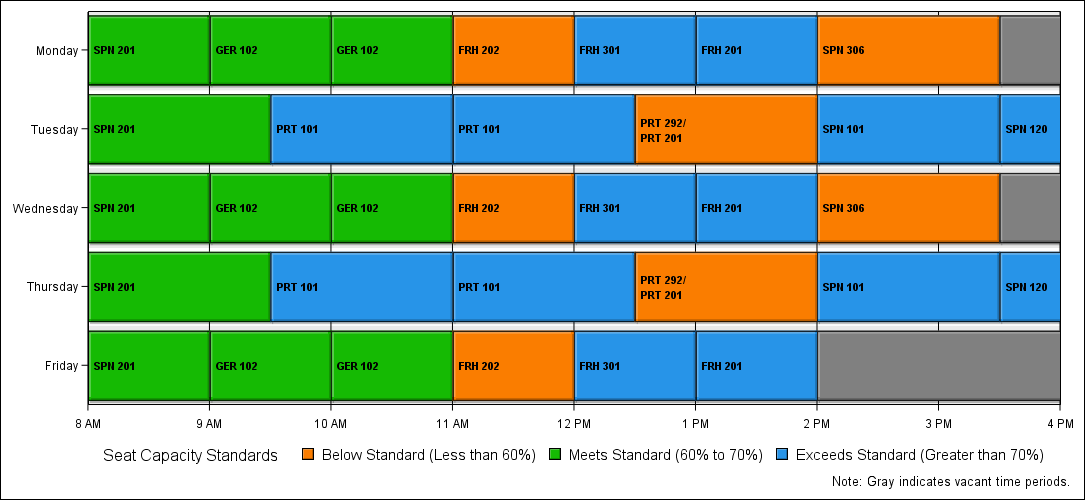 Monday SPN 201 GER 102 GER 102 FRH 202 FRH 301 FRH 201 SPN 306
Tuesday SPN 201 PRT 101 PRT 101 PRT 292/ SPN 101 SPN 120
PRT 201
Wednesday SPN 201 GER 102 GER 102 FRH 202 FRH 301 FRH 201 SPN 306
Thursday SPN 201 PRT 101 PRT 101 PRT 292/ SPN 101 SPN 120
PRT 201
Friday SPN 201 GER 102 GER 102 FRH 202 FRH 301 FRH 201
8 AM 9 AM 10 AM 11 AM 12 PM 1 PM 2 PM 3 PM 4 PM
Seat Capacity Standards Below Standard (Less than 60%) Meets Standard (60% to 70%) Exceeds Standard (Greater than 70%)
Note: Gray indicates vacant time periods.